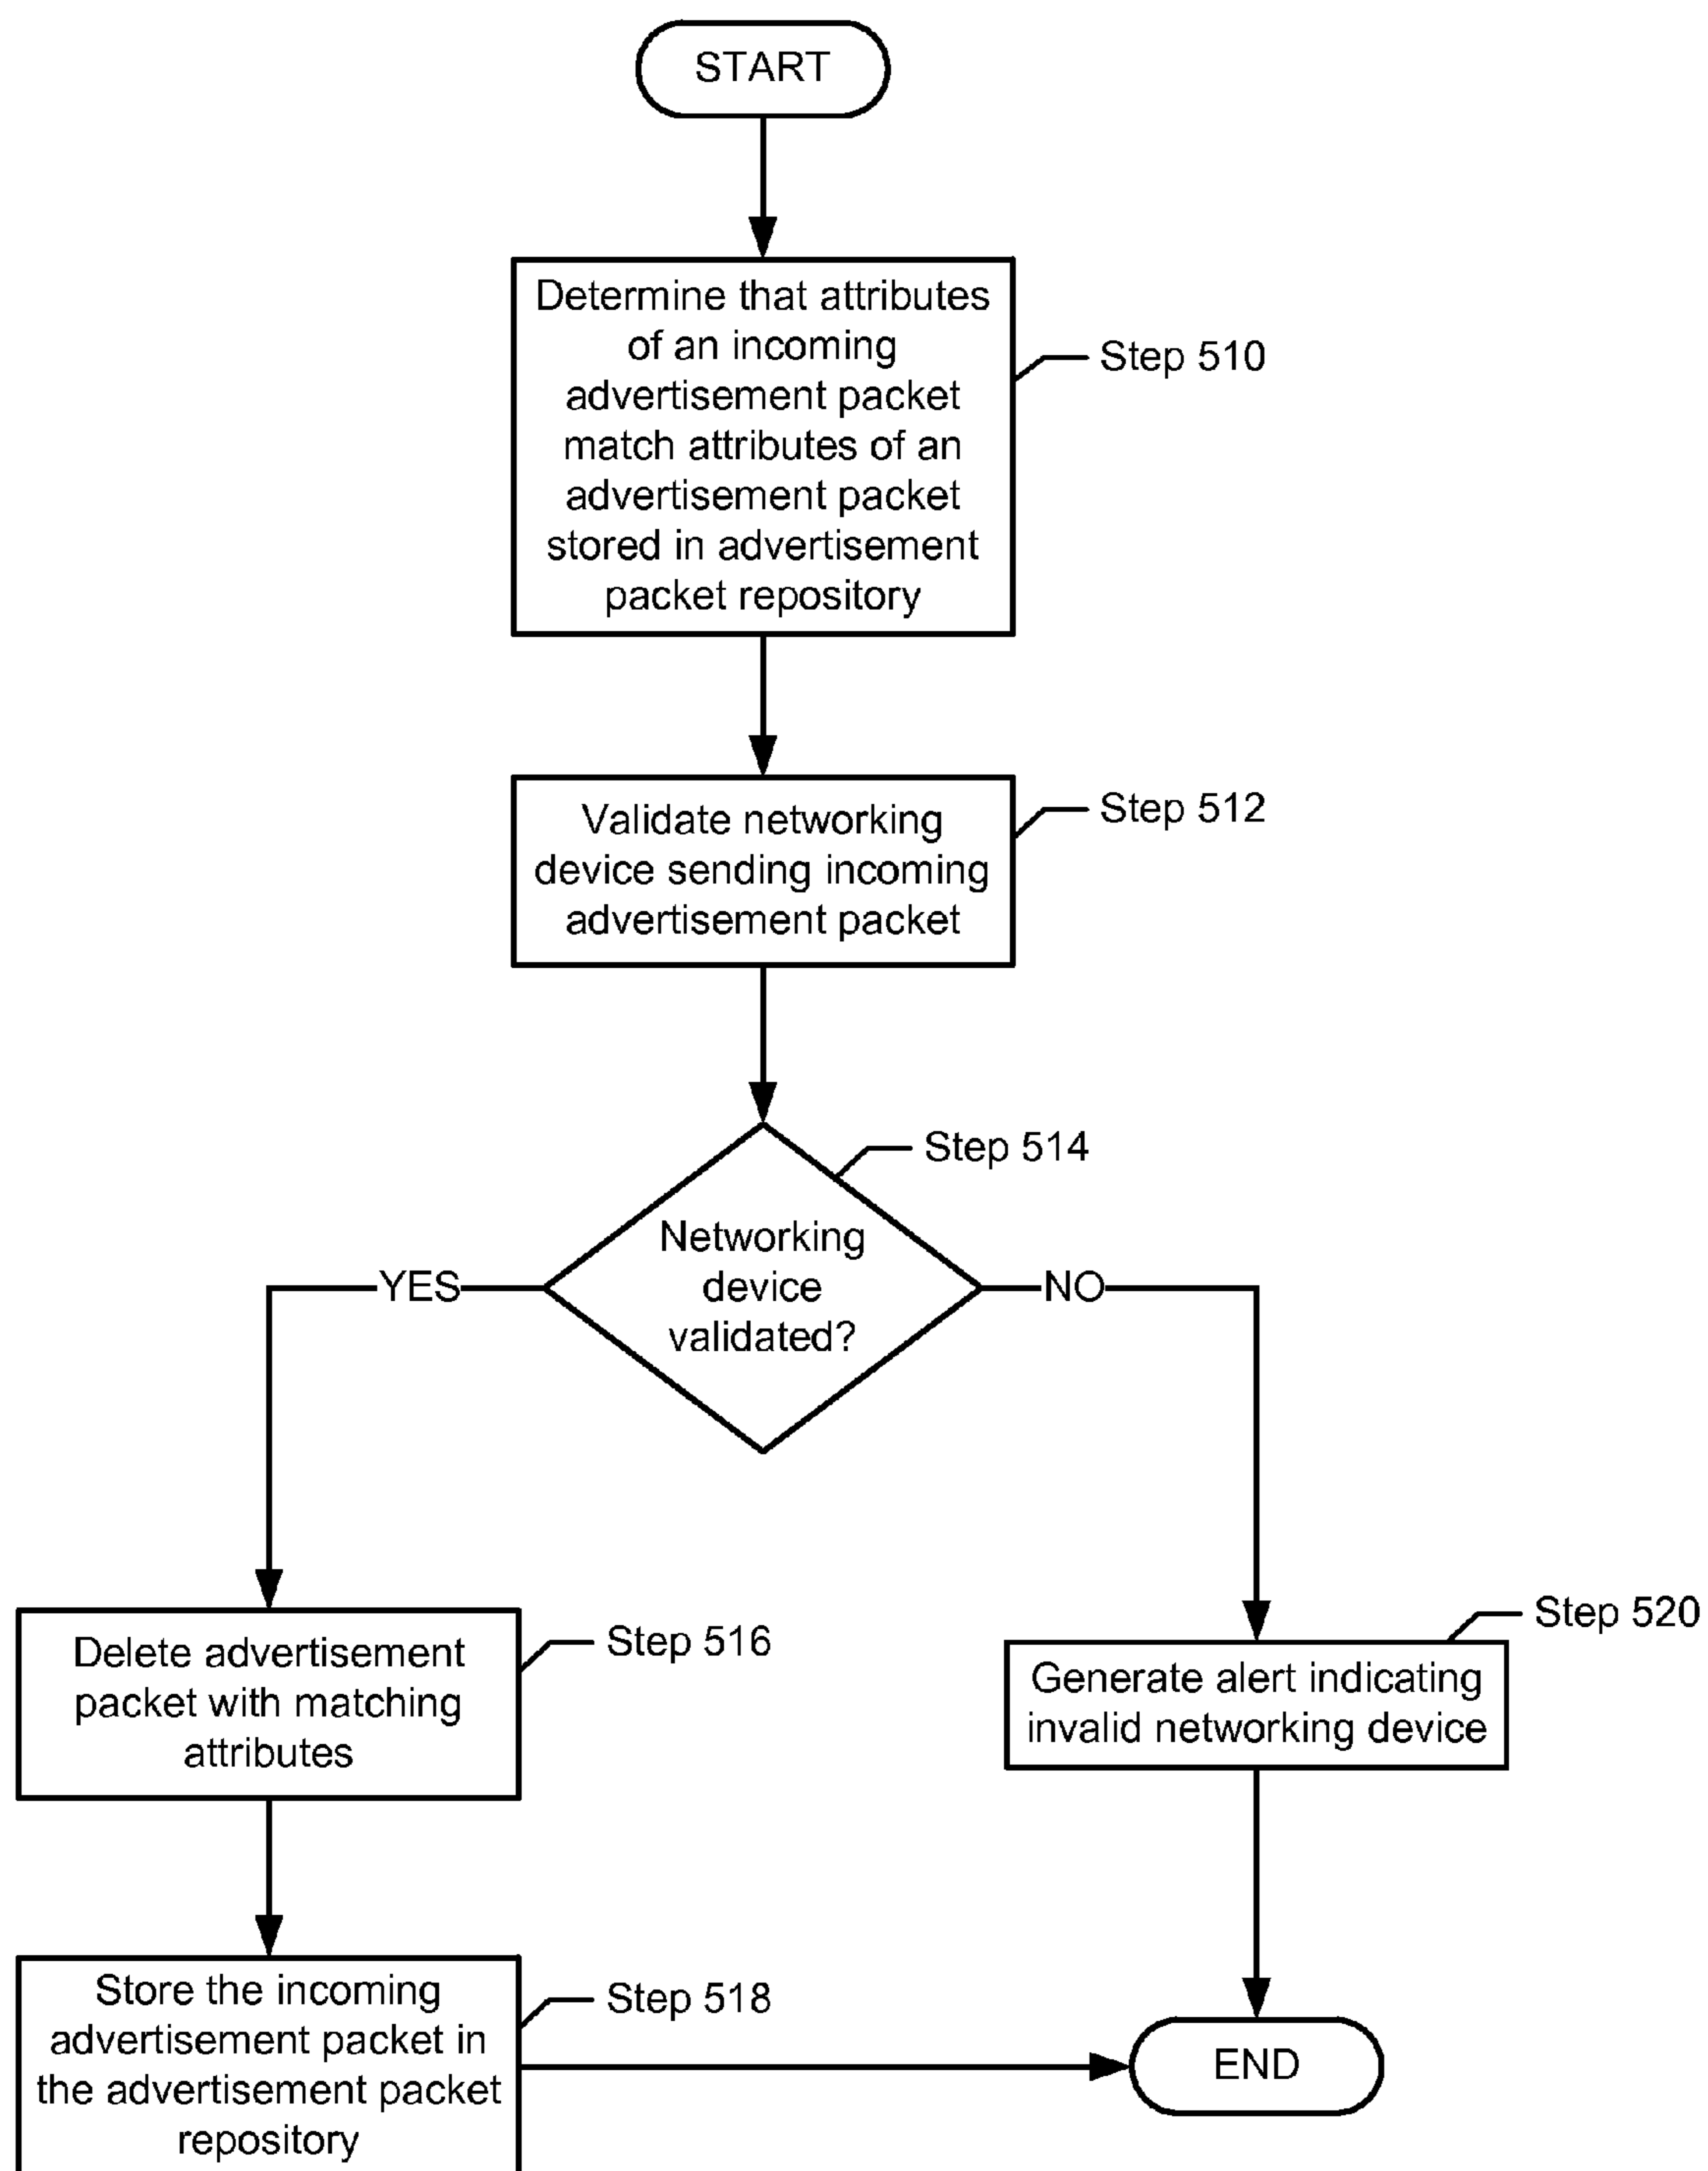 START
Determine that attributes
of an incoming
advertisement packet
match attributes of an
advertisement packet
stored in advertisement
packet repository
Step 510
Validate networking
device sending incoming
advertisement packet
Step 512
Step 514
Networking
device
validated?
YES
NO
Delete advertisement
packet with matching
attributes
Step 516
Step 520
Generate alert indicating
invalid networking device
Store the incoming
advertisement packet in
the advertisement packet
repository
Step 518
END